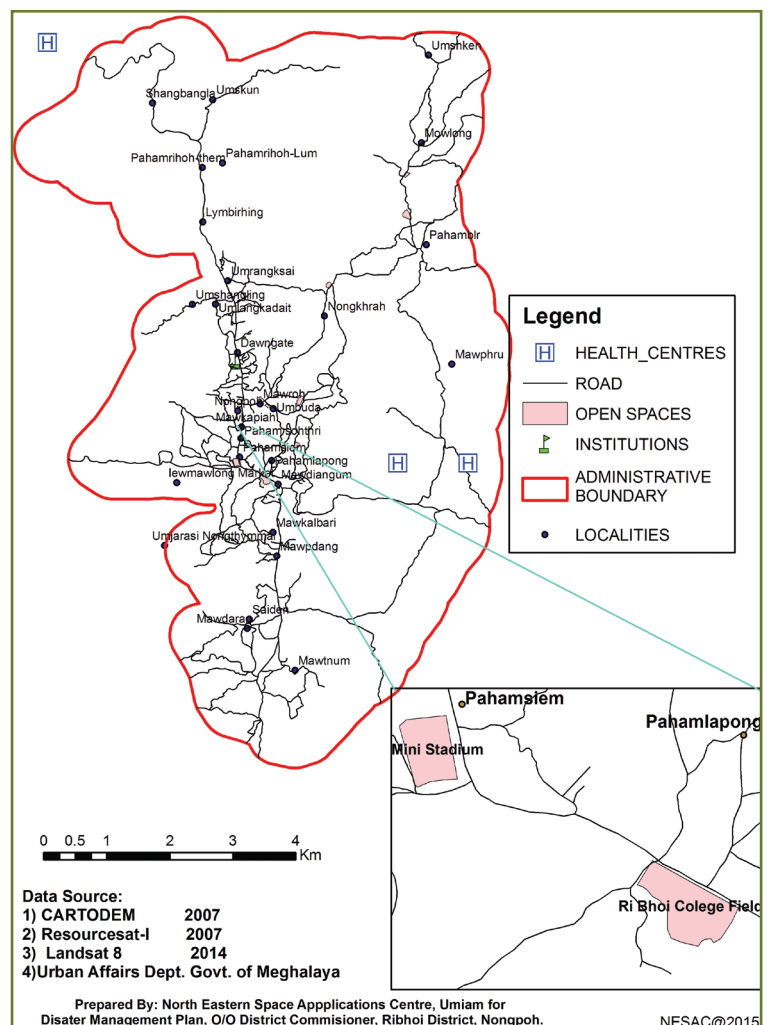 H
Umshken
Shangbangla
Umskun
Mowlong
Pahamrihoh-them
Pahamrihoh-Lum
Lymbirhing
Pahambir
Umrangksai
Umshangling
Umlangkadait
Nongkhrah
Dawngate
Mawphru
Mawroh
Umbuda
Mawkapiah
Pahamsiem
Pahamlapong
Iewmawlong Market
Mawdiangum
H
H
Mawkalbari
Umjarasi Nongthymmai
Saiden
Mawdarap
Mawtnum
Legend
H HEALTH_CENTRES
ROAD
OPEN SPACES
INSTITUTIONS
ADMINISTRATIVE
BOUNDARY
LOCALITIES
Pahamsiem
Pahamlapong
Mini Stadium
Ri Bhoi Colege Field
0 0.5 1 2 3 4
Km
Data Source:
1) CARTODEM 2007
2) Resourcesat-I 2007
3) Landsat 8 2014
4)Urban Affairs Dept. Govt. of Meghalaya
Prepared By: North Eastern Space Appplications Centre, Umiam for
Disater Management Plan, O/O District Commisioner, Ribhoi District, Nongpoh.
NESAC@2015